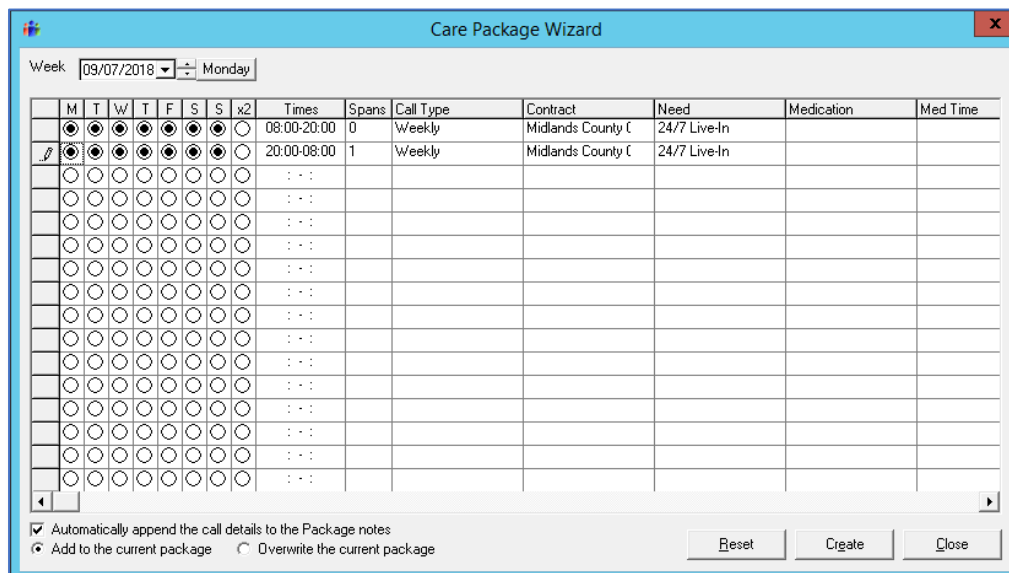 Care Package Wizard
x
Week 09/07/2018 Monday
M T W T F S S x2 Times Spans Call Type Contract Need Medication Med Time
08:00-20:00 0 Weekly Midlands County C 24/7 Live-In
20:00-08:00 1 Weekly Midlands County C 24/7 Live-In
: - :
: - :
: - :
: - :
: - :
: - :
: - :
: - :
: - :
: - :
: - :
: - :
: - :
: - :
Automatically append the call details to the Package notes
Add to the current package Overwrite the current package Reset Create Close